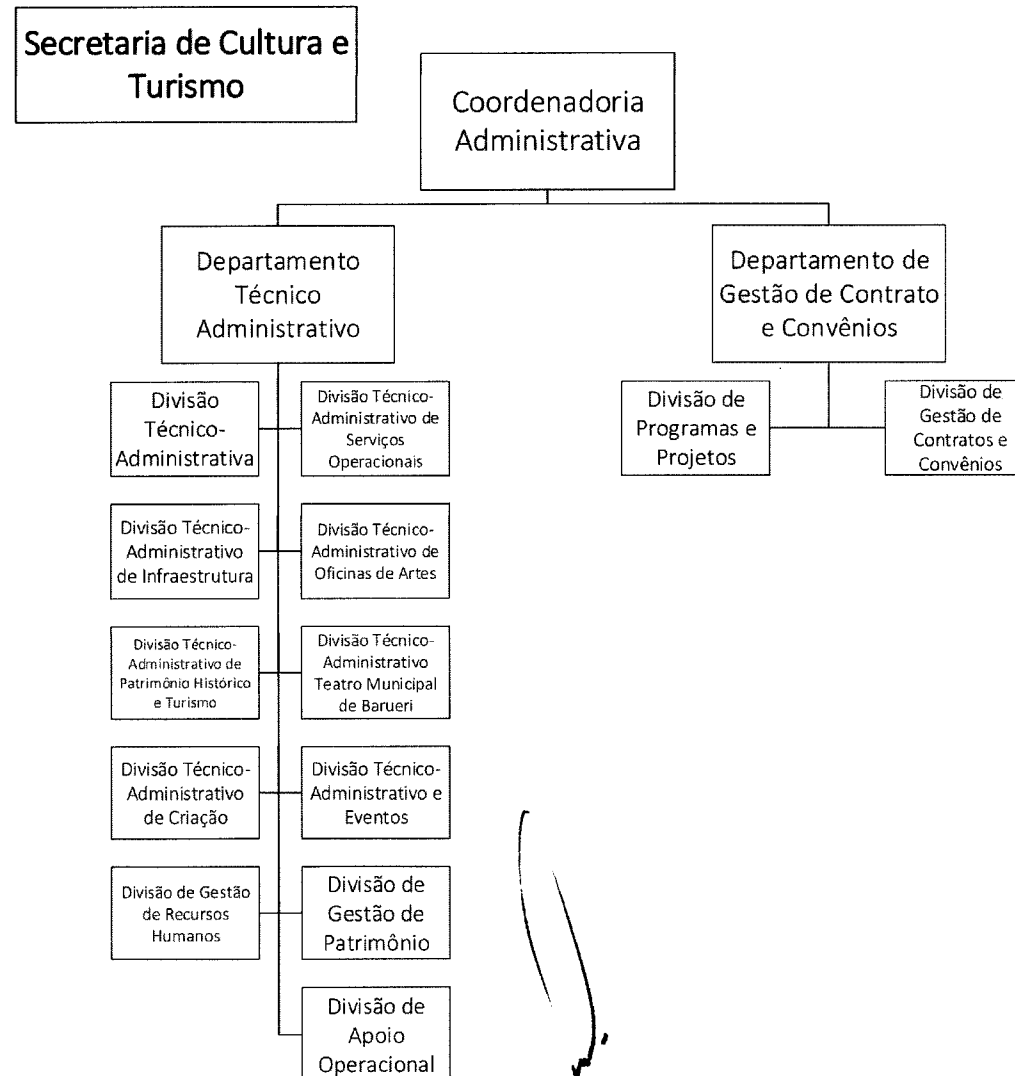 Secretaria de Cultura e
Turismo
Coordenadoria
Administrativa
Departamento
Técnico
Administrativo
Departamento de
Gestão de Contrato
e Convênios
Divisão
Técnico-
Administrativa
Divisão Técnico-
Administrativo de
Serviços
Operacionais
Divisão de
Programas e
Projetos
Divisão de
Gestão de
Contratos e
Convênios
Divisão Técnico-
Administrativo
de Infraestrutura
Divisão Técnico-
Administrativo de
Oficinas de Artes
Divisão Técnico-
Administrativo de
Patrimônio Histórico
e Turismo
Divisão Técnico-
Administrativo
Teatro Municipal
de Barueri
Divisão Técnico-
Administrativo
de Criação
Divisão Técnico-
Administrativo e
Eventos
Divisão de Gestão
de Recursos
Humanos
Divisão de
Gestão de
Patrimônio
Divisão de
Apoio
Operacional